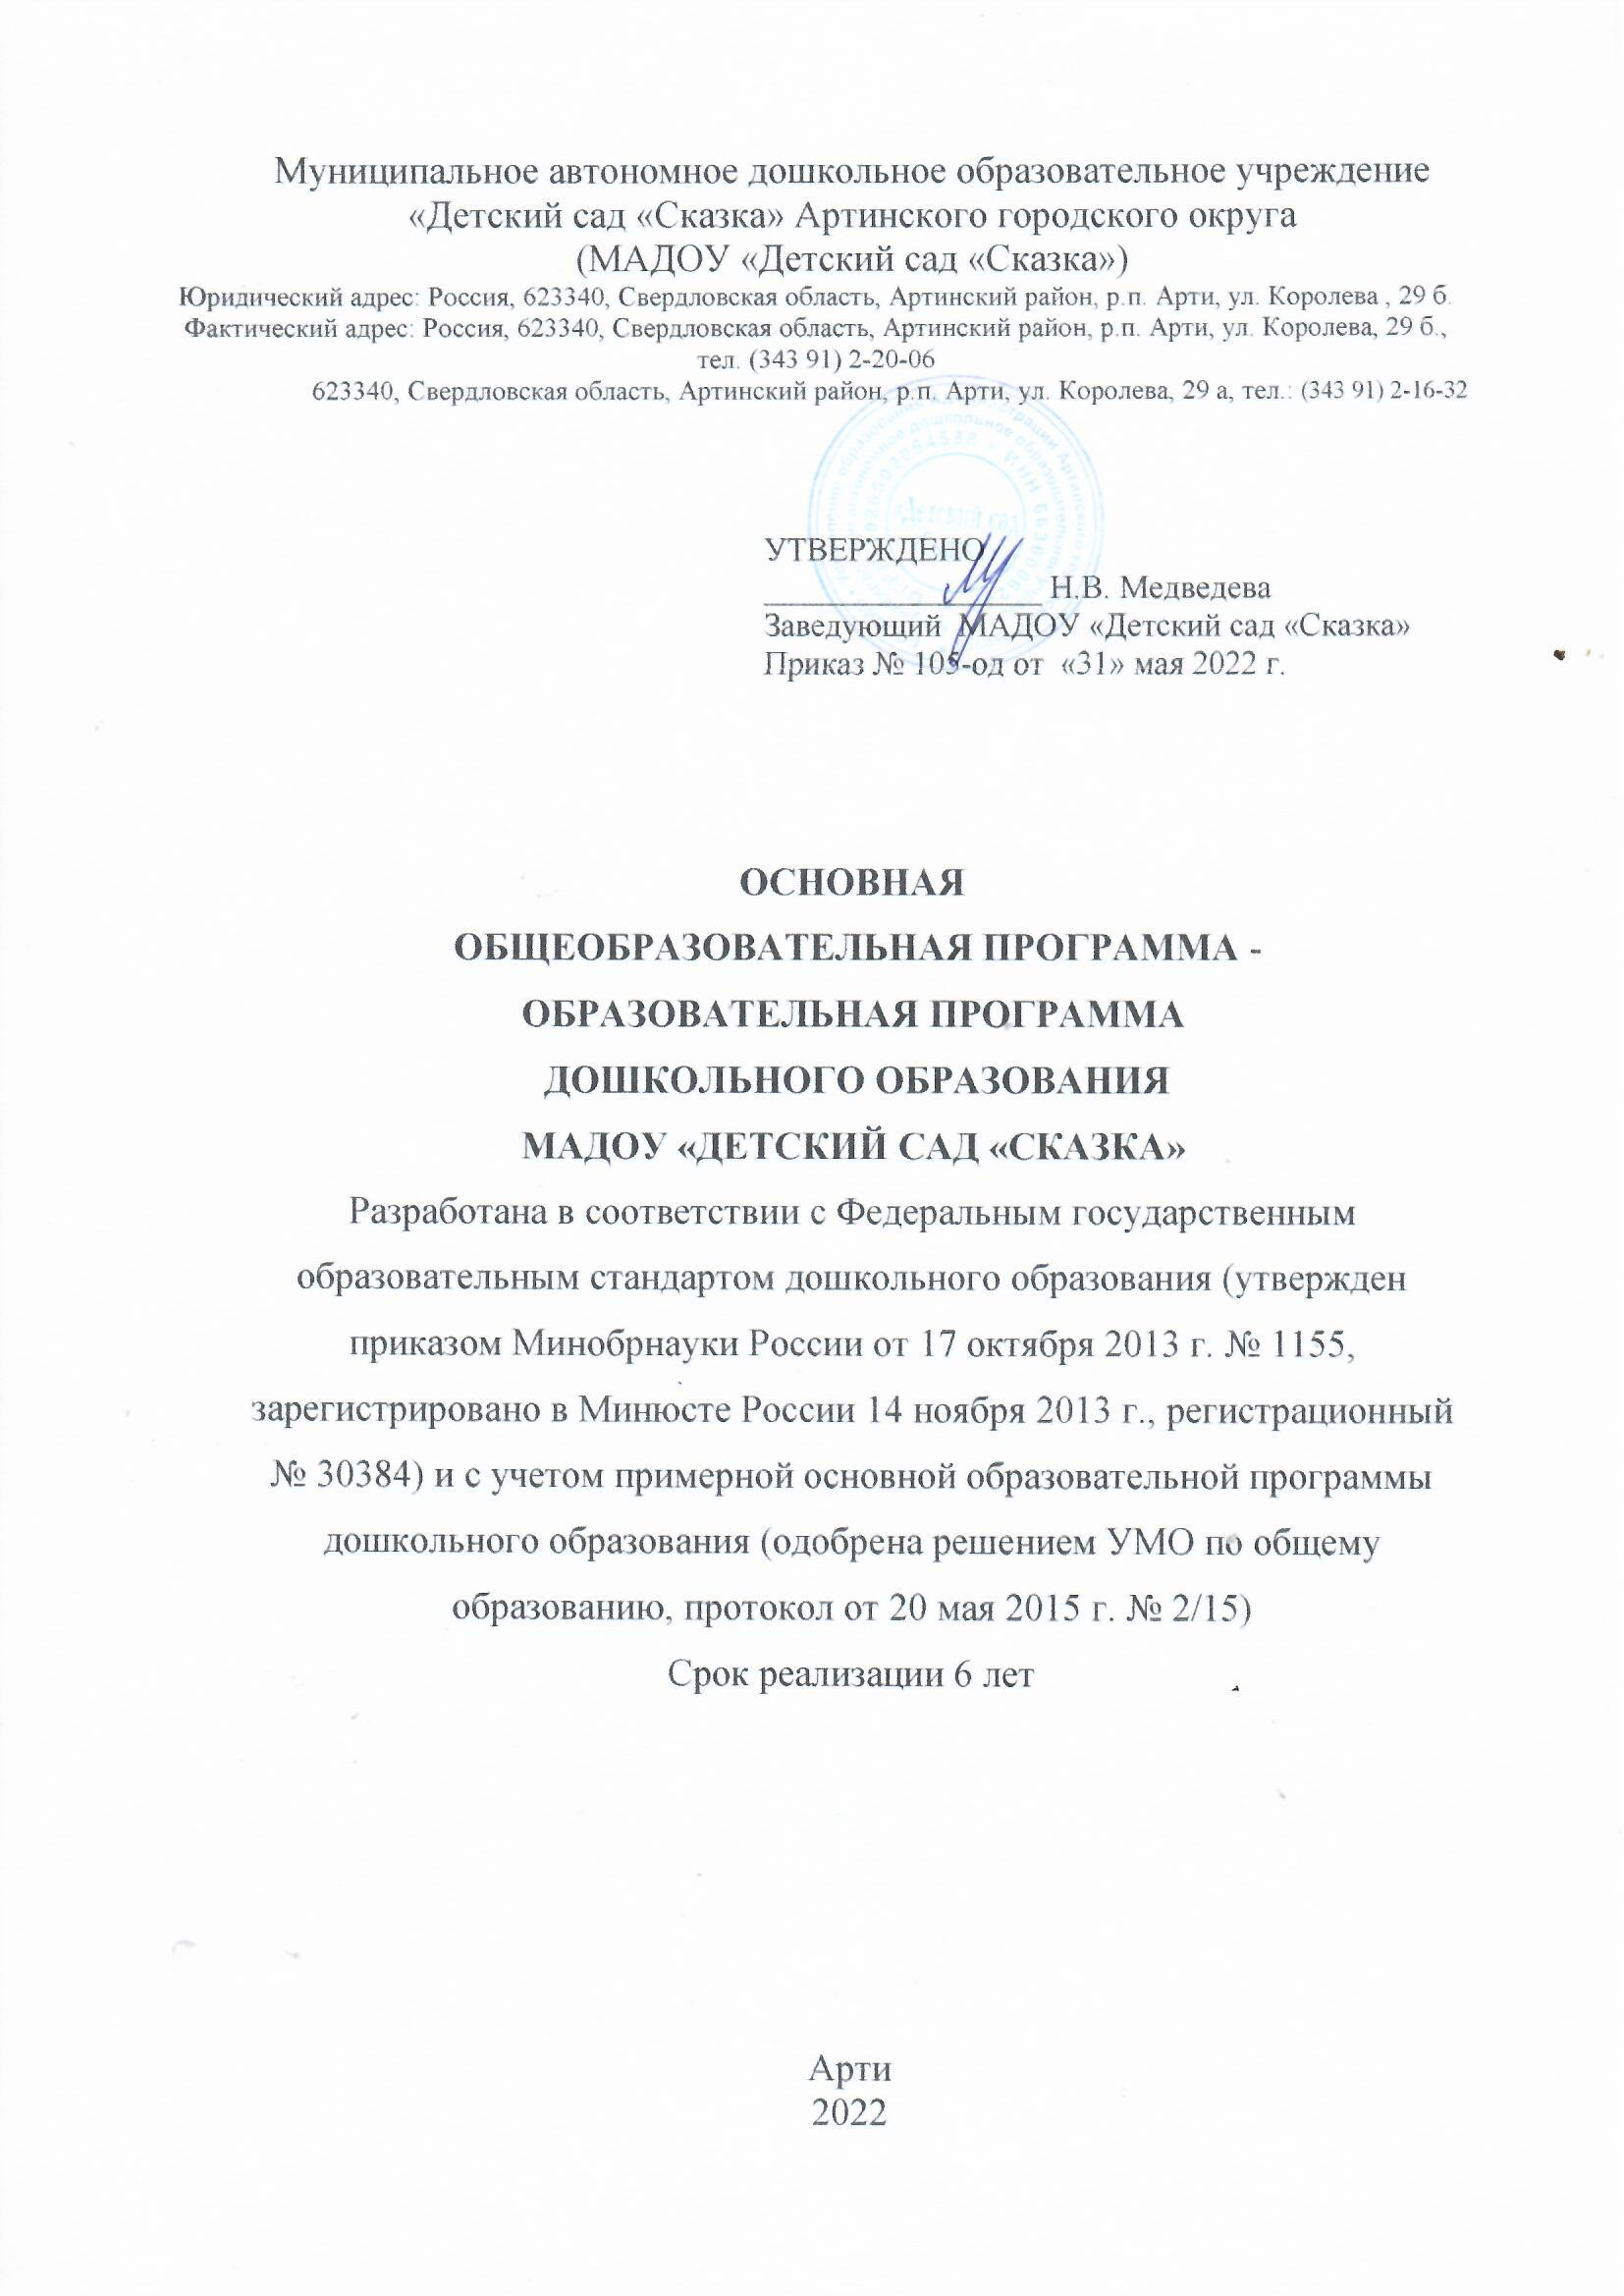 Муниципальное автономное дошкольное образовательное учреждение
«Детский сад «Сказка» Артинского городского округа
(МАДОУ «Детский сад «Сказка»)
Юридический адрес: Россия, 623340, Свердловская область, Артинский район, р.п. Арти, ул. Королева , 29 б.
Фактический адрес: Россия, 623340, Свердловская область, Артинский район, р.п. Арти, ул. Королева, 29 б.,
тел. (343 91) 2-20-06
623340, Свердловская область, Артинский район, р.п. Арти, ул. Королева, 29 а, тел.: (343 91) 2-16-32
Детский сад
УТВЕРЖДЕНО
Н.В. Медведева
Заведующий МАДОУ «Детский сад «Сказка»
Приказ № 105-од от «31» мая 2022 г.
ОСНОВНАЯ
ОБЩЕОБРАЗОВАТЕЛЬНАЯ ПРОГРАММА -
ОБРАЗОВАТЕЛЬНАЯ ПРОГРАММА
ДОШКОЛЬНОГО ОБРАЗОВАНИЯ
МАДОУ «ДЕТСКИЙ САД «СКАЗКА»
Разработана в соответствии с Федеральным государственным
образовательным стандартом дошкольного образования (утвержден
приказом Минобрнауки России от 17 октября 2013 г. № 1155,
зарегистрировано в Минюсте России 14 ноября 2013 г., регистрационный
№ 30384) и с учетом примерной основной образовательной программы
дошкольного образования (одобрена решением УМО по общему
образованию, протокол от 20 мая 2015 г. № 2/15)
Срок реализации 6 лет
Арти
2022